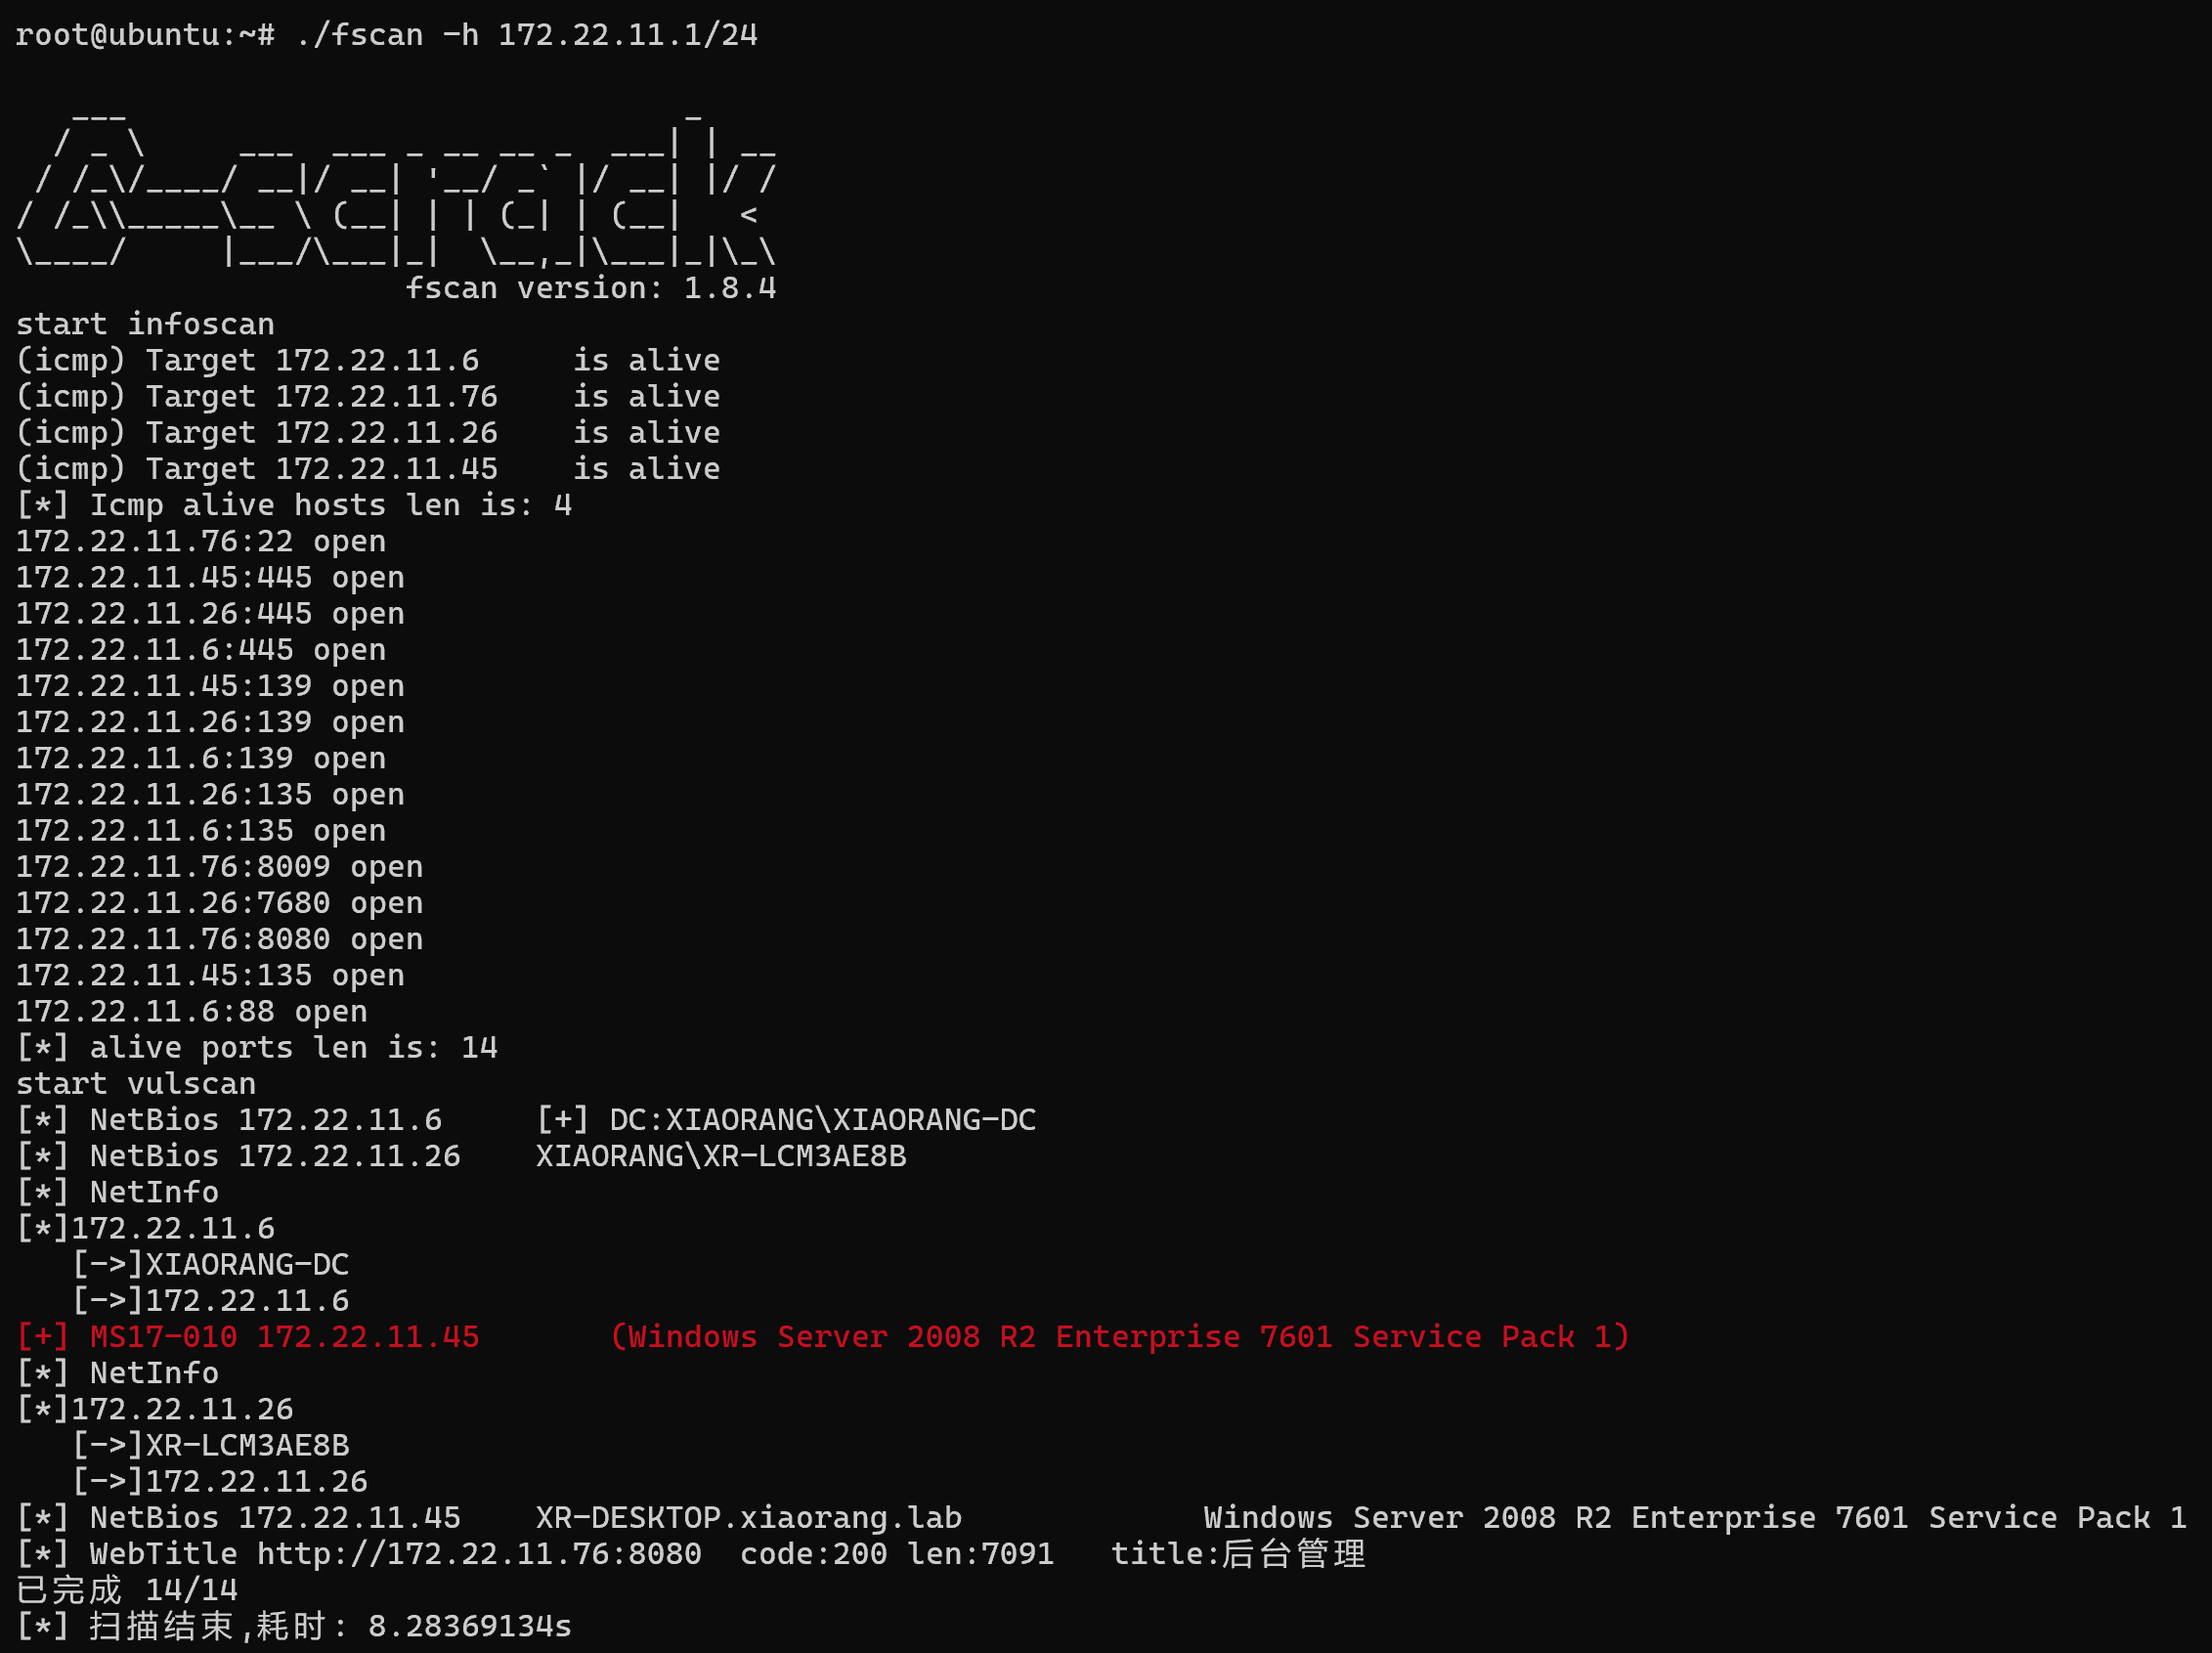 root@ubuntu:~# ./fscan -h 172.22.11.1/24
   ___                              _
  / _ \     ___  ___ _ __ __ _  ___| | __
 / /_\/____/ __|/ __| '__/ _` |/ __| |/ /
/ /_\\_____\__ \ (__| | | (_| | (__|   <
\____/     |___/\___|_|  \__,_|\___|_|\_\
                     fscan version: 1.8.4
start infoscan
(icmp) Target 172.22.11.6     is alive
(icmp) Target 172.22.11.76    is alive
(icmp) Target 172.22.11.26    is alive
(icmp) Target 172.22.11.45    is alive
[*] Icmp alive hosts len is: 4
172.22.11.76:22 open
172.22.11.45:445 open
172.22.11.26:445 open
172.22.11.6:445 open
172.22.11.45:139 open
172.22.11.26:139 open
172.22.11.6:139 open
172.22.11.26:135 open
172.22.11.6:135 open
172.22.11.76:8009 open
172.22.11.26:7680 open
172.22.11.76:8080 open
172.22.11.45:135 open
172.22.11.6:88 open
[*] alive ports len is: 14
start vulscan
[*] NetBios 172.22.11.6     [+] DC:XIAORANG\XIAORANG-DC
[*] NetBios 172.22.11.26    XIAORANG\XR-LCM3AE8B
[*] NetInfo
[*]172.22.11.6
   [->]XIAORANG-DC
   [->]172.22.11.6
[+] MS17-010 172.22.11.45       (Windows Server 2008 R2 Enterprise 7601 Service Pack 1)
[*] NetInfo
[*]172.22.11.26
   [->]XR-LCM3AE8B
   [->]172.22.11.26
[*] NetBios 172.22.11.45    XR-DESKTOP.xiaorang.lab             Windows Server 2008 R2 Enterprise 7601 Service Pack 1
[*] WebTitle http://172.22.11.76:8080  code:200 len:7091   title:后台管理
已完成 14/14
[*] 扫描结束,耗时: 8.28369134s